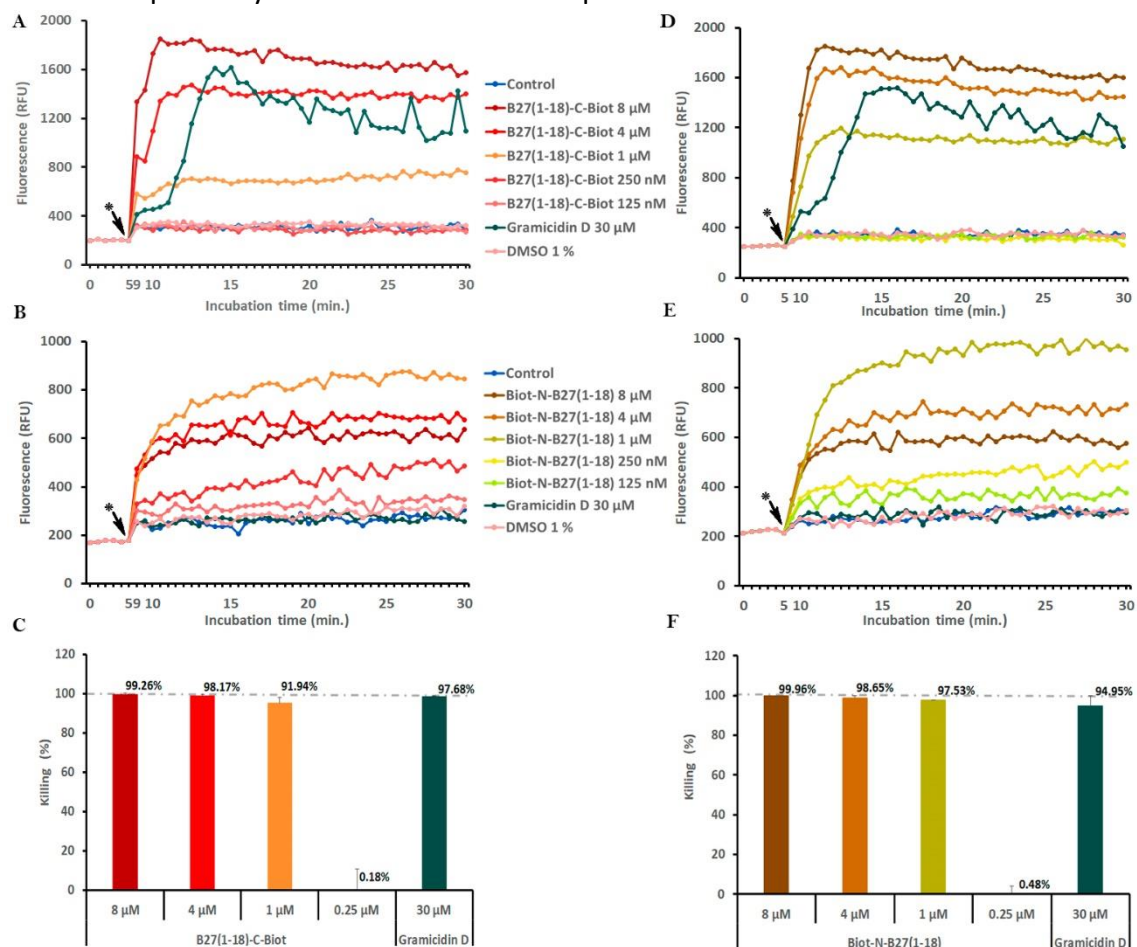 A
2000
1600
1200
800
400
0
Fluorescence (RFU)
*
0 59 10 15 20 25 30
Incubation time (min.)
Control
B27(1-18)-C-Biot 8 µM
B27(1-18)-C-Biot 4 µM
B27(1-18)-C-Biot 1 µM
B27(1-18)-C-Biot 250 nM
B27(1-18)-C-Biot 125 nM
Gramicidin D 30 µM
DMSO 1 %
D
2000
1600
1200
800
400
0
Fluorescence (RFU)
*
0 5 10 15 20 25 30
Incubation time (min.)
B
1000
800
600
400
200
0
Fluorescence (RFU)
*
0 59 10 15 20 25 30
Incubation time (min.)
Control
Biot-N-B27(1-18) 8 µM
Biot-N-B27(1-18) 4 µM
Biot-N-B27(1-18) 1 µM
Biot-N-B27(1-18) 250 nM
Biot-N-B27(1-18) 125 nM
Gramicidin D 30 µM
DMSO 1 %
E
1000
800
600
400
200
0
Fluorescence (RFU)
*
0 5 10 15 20 25 30
Incubation time (min.)
C
120
100
80
60
40
20
0
Killing (%)
99.26% 98.17% 91.94% 0.18% 97.68%
8 µM 4 µM 1 µM 0.25 µM 30 µM
B27(1-18)-C-Biot Gramicidin D
F
120
100
80
60
40
20
0
Killing (%)
99.96% 98.65% 97.53% 0.48% 94.95%
8 µM 4 µM 1 µM 0.25 µM 30 µM
Biot-N-B27(1-18) Gramicidin D